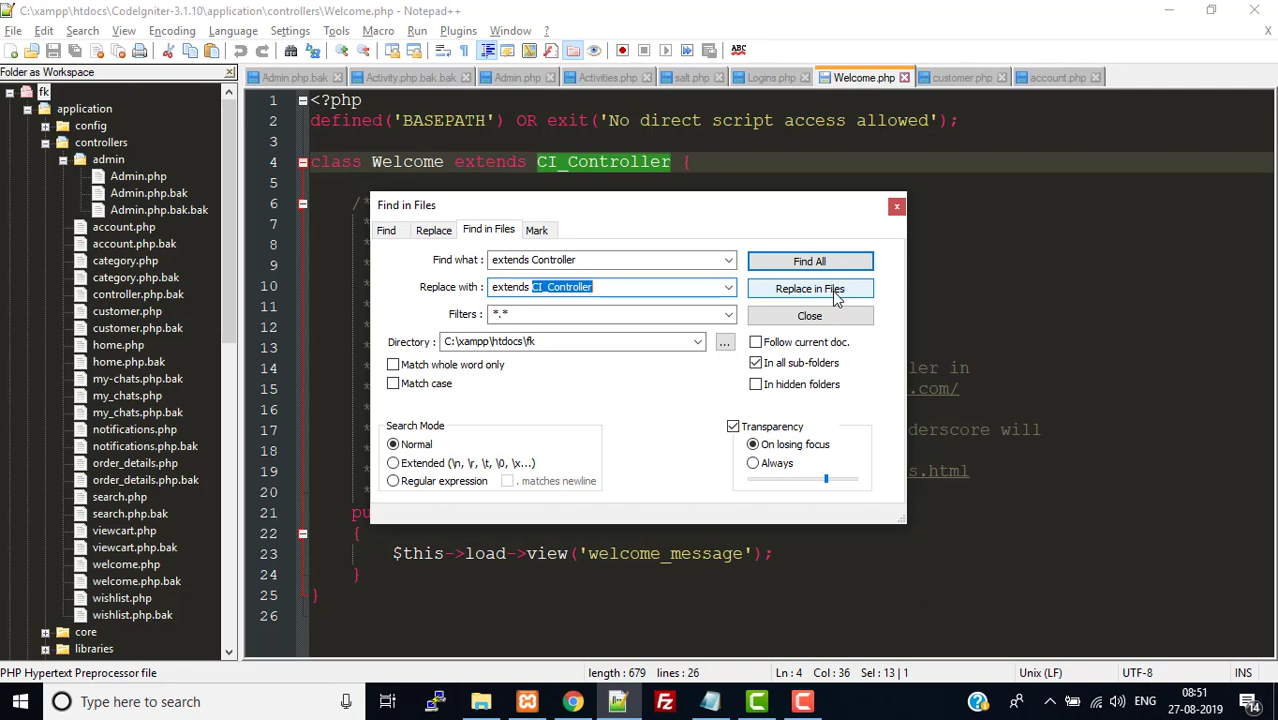 C:\xampp\htdocs\CodeIgniter-3.1.10\application\controllers\Welcome.php - Notepad++
File Edit Search View Encoding Language Settings Tools Macro Run Plugins Window ?
X
ABC
Folder as Workspace
Admin.php.bak Activity.php.bak.bak Admin.php Activities.php salt.php Logins.php Welcome.php customer.php account.php
fk
application
config
controllers
admin
Admin.php
Admin.php.bak
Admin.php.bak.bak
account.php
account.php.bak
category.php
category.php.bak
controller.php.bak
customer.php
customer.php.bak
home.php
home.php.bak
my-chats.php.bak
my_chats.php
my_chats.php.bak
notifications.php
notifications.php.bak
order_details.php
order_details.php.bak
search.php
search.php.bak
viewcart.php
viewcart.php.bak
welcome.php
welcome.php.bak
wishlist.php
wishlist.php.bak
core
libraries
1 <?php
2 defined('BASEPATH') OR exit('No direct script access allowed');
3
4 class Welcome extends CI_Controller {
5
6 /*
7 *
8 *
9 *
10 *
11 *
12 *
13 *
14 * ler in
15 * .com/
16 *
17 * derscore will
18 *
19 * s.html
20 *
21 pu
22 {
23 $this->load->view('welcome_message');
24 }
25 }
26
Find in Files
x
Find Replace Find in Files Mark
Find what : extends Controller
Find All
Replace with : extends CI_Controller
Replace in Files
Filters : *.*
Close
Directory : C:\xampp\htdocs\fk
...
Follow current doc.
Match whole word only
In all sub-folders
Match case
In hidden folders
Search Mode
Normal
Extended (\n, \r, \t, \0, \x...)
Regular expression
. matches newline
Transparency
On losing focus
Always
PHP Hypertext Preprocessor file
length : 679 lines : 26
Ln : 4 Col : 36 Sel : 13 | 1
Unix (LF)
UTF-8
INS
Type here to search
ENG
08:51
27-08-2019
14